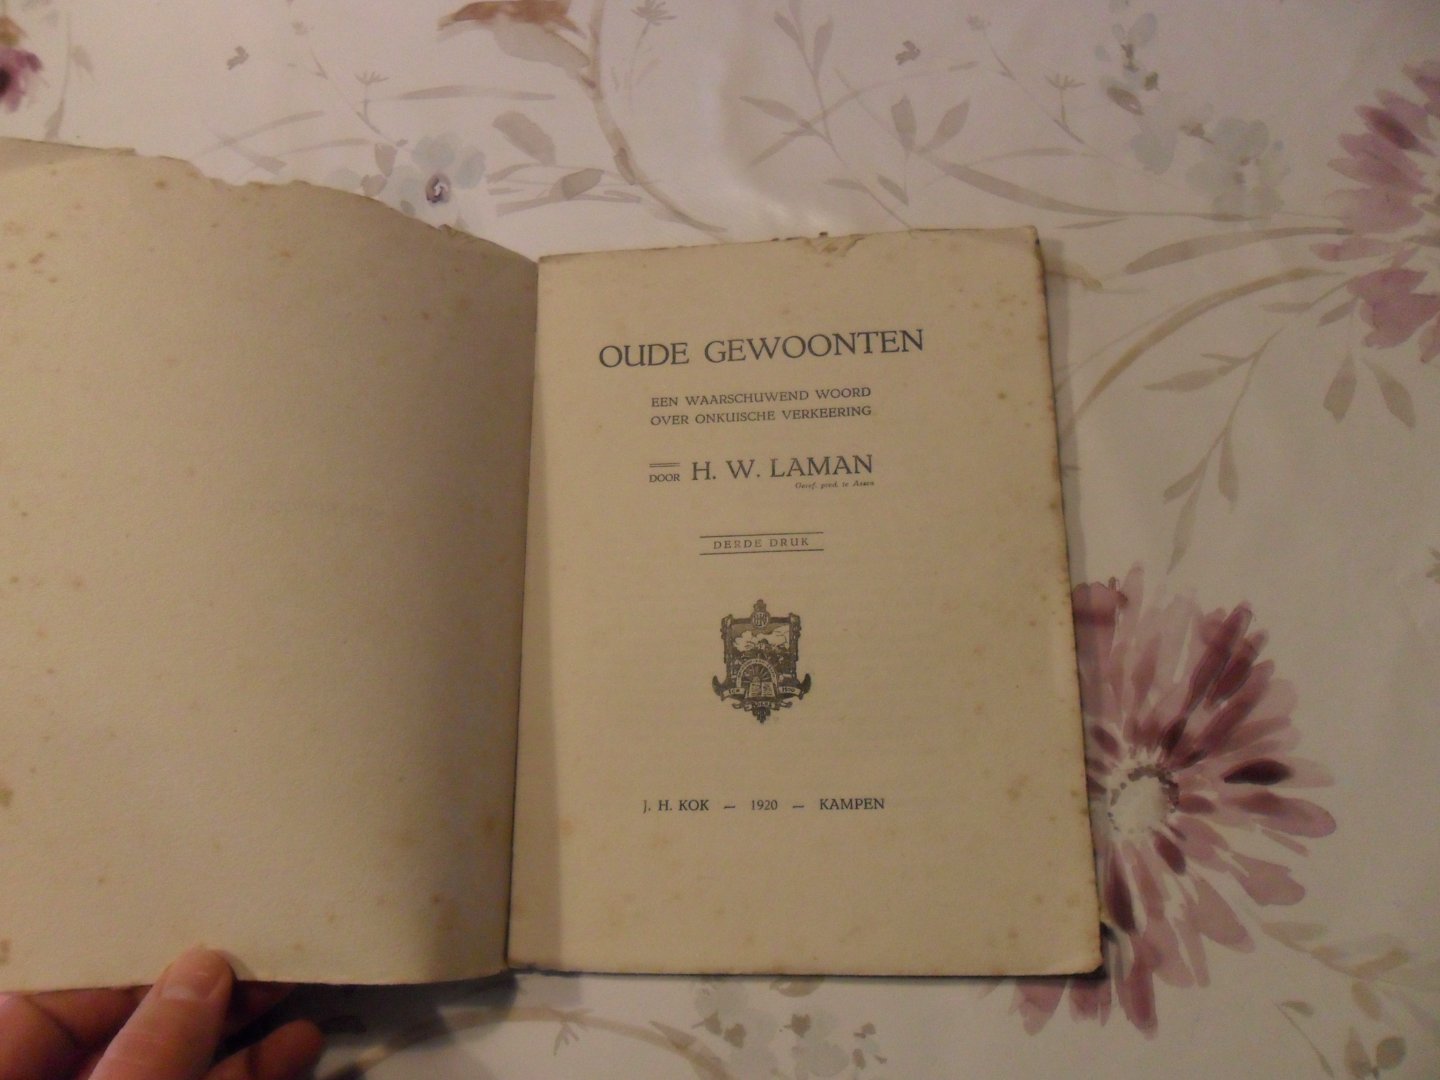 OUDE GEWOONTEN
EEN WAARSCHUWEND WOORD
OVER ONKUISCHE VERKEERING
DOOR H. W. LAMAN
Geref. pred. te Assen
DERDE DRUK
J. H. KOK — 1920 — KAMPEN